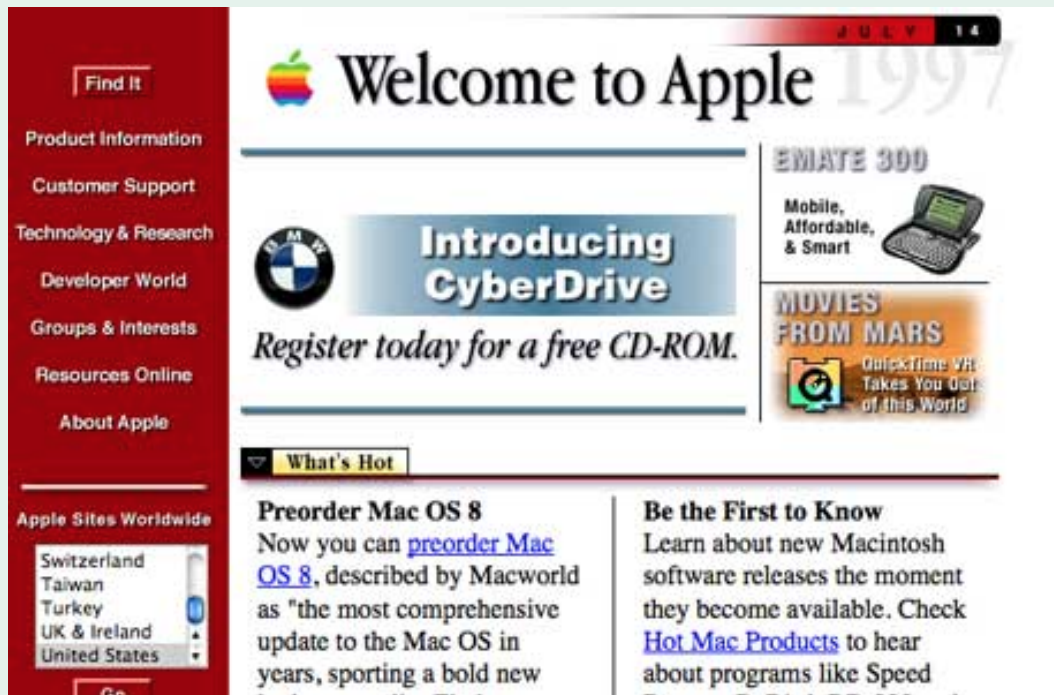 Find It
Product Information
Customer Support
Technology & Research
Developer World
Groups & Interests
Resources Online
About Apple
Apple Sites Worldwide
Switzerland
Taiwan
Turkey
UK & Ireland
United States
Go
JULY 14
1997
Welcome to Apple
BMW
Introducing
CyberDrive
Register today for a free CD-ROM.
EMATE 300
Mobile,
Affordable,
& Smart
MOVIES
FROM MARS
QuickTime VR
Takes You Out
of this World
What's Hot
Preorder Mac OS 8
Now you can preorder Mac
OS 8, described by Macworld
as "the most comprehensive
update to the Mac OS in
years, sporting a bold new
Be the First to Know
Learn about new Macintosh
software releases the moment
they become available. Check
Hot Mac Products to hear
about programs like Speed